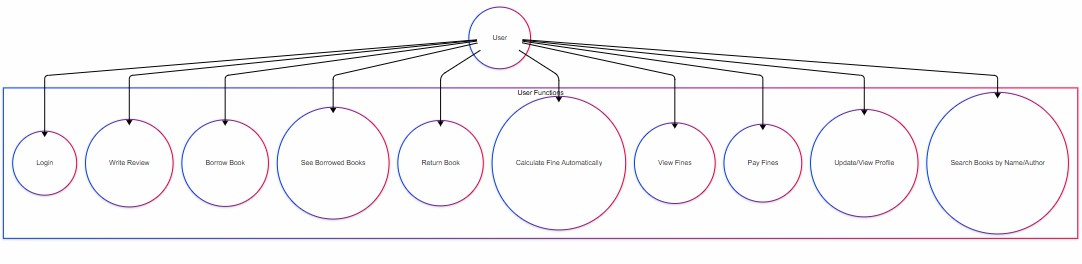 User
User Functions
Login
Write Review
Borrow Book
See Borrowed Books
Return Book
Calculate Fine Automatically
View Fines
Pay Fines
Update/View Profile
Search Books by Name/Author